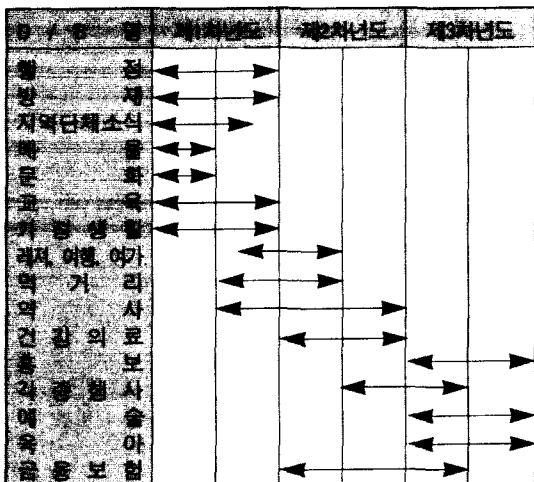 D / B 명 제1차년도 제2차년도 제3차년도
행 정
방 재
지역단체소식
매 물
문 화
교 육
가 정 생 활
레저, 여행, 여가
먹 거 리
역 사
건 강 의 료
홍 보
각 종 행 사
예 술
육 아
금 융 보 험